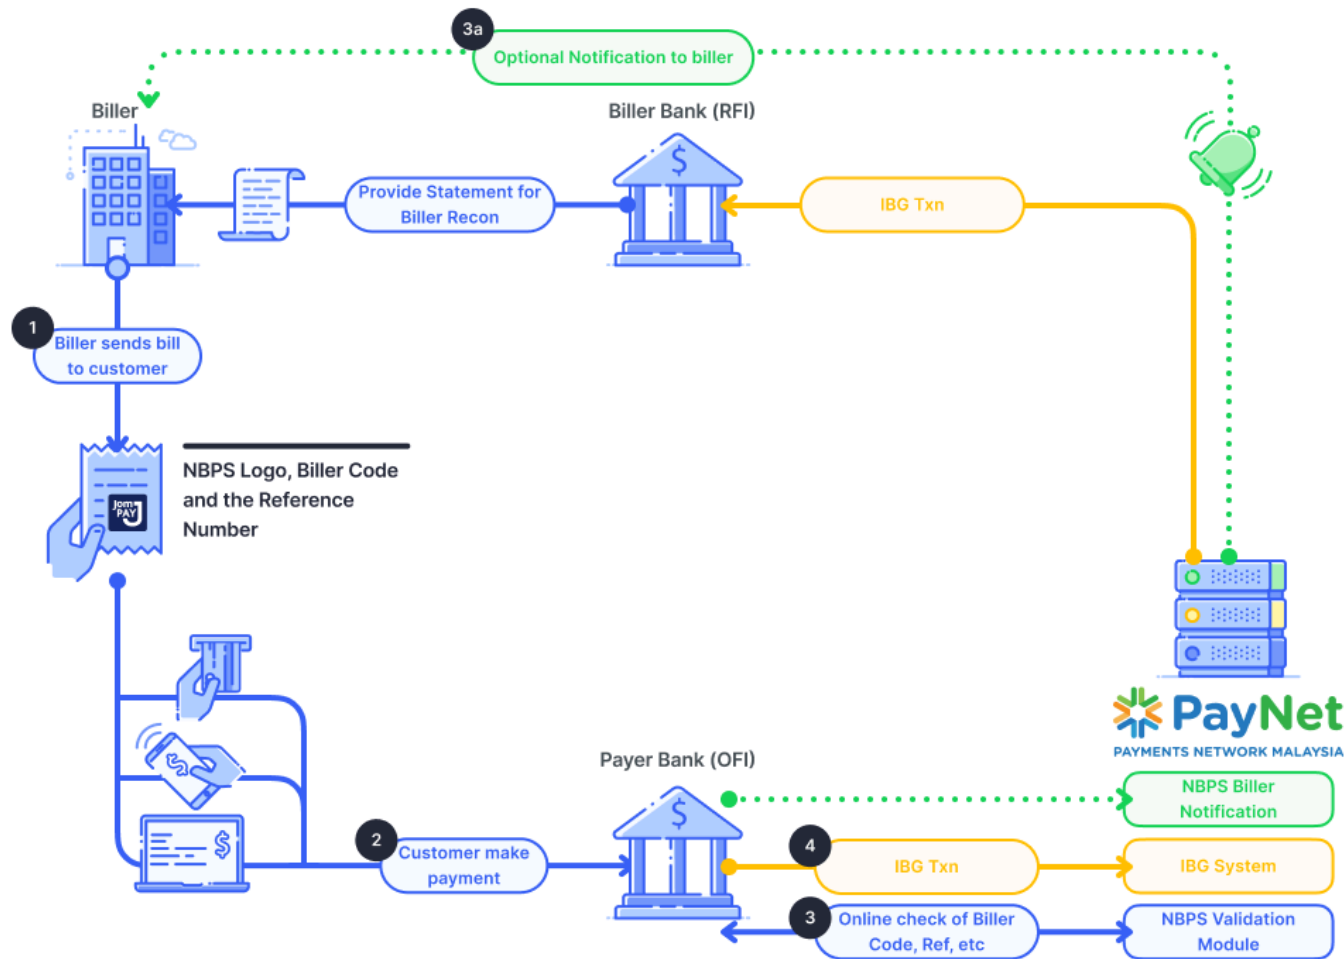 3a
Optional Notification to biller
Biller
Biller Bank (RFI)
$
Provide Statement for
Biller Recon
IBG Txn
1
Biller sends bill
to customer
NBPS Logo, Biller Code
and the Reference
Number
Jom
PAY
J
PayNet
PAYMENTS NETWORK MALAYSIA
$
$
2
Customer make
payment
Payer Bank (OFI)
$
NBPS Biller
Notification
4
IBG Txn
IBG System
3
Online check of Biller
Code, Ref, etc
NBPS Validation
Module